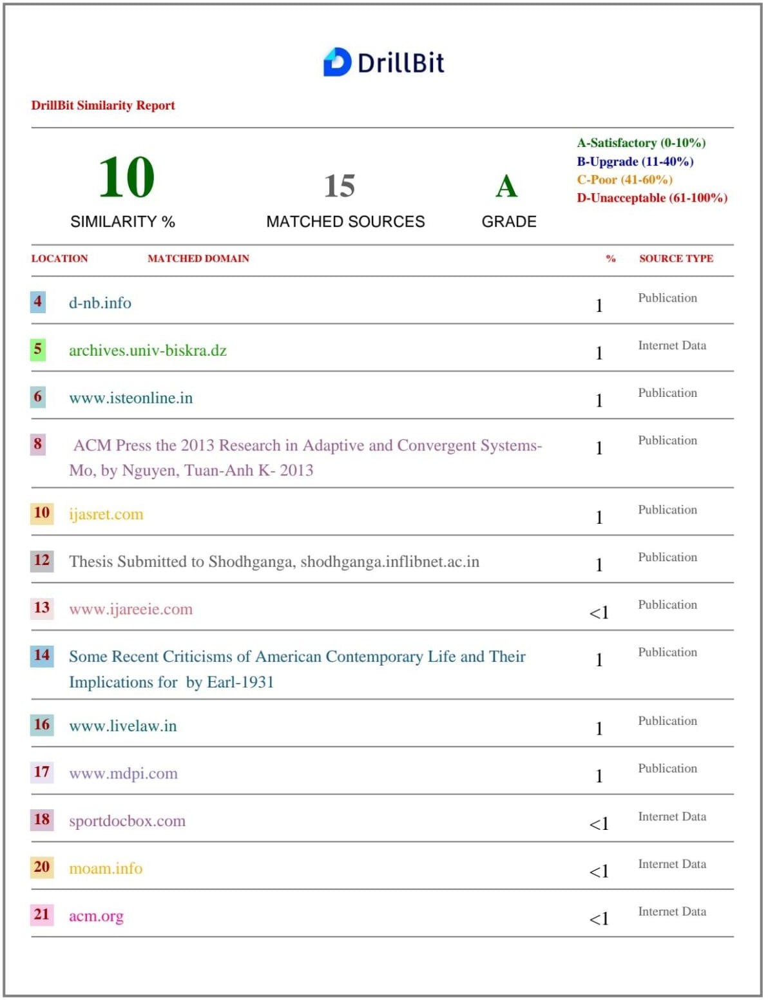 DrillBit
DrillBit Similarity Report
10
SIMILARITY %
15
MATCHED SOURCES
A
GRADE
A-Satisfactory (0-10%)
B-Upgrade (11-40%)
C-Poor (41-60%)
D-Unacceptable (61-100%)
LOCATION MATCHED DOMAIN % SOURCE TYPE
4 d-nb.info 1 Publication
5 archives.univ-biskra.dz 1 Internet Data
6 www.isteonline.in 1 Publication
8 ACM Press the 2013 Research in Adaptive and Convergent Systems- 1 Publication
Mo, by Nguyen, Tuan-Anh K- 2013
10 ijasret.com 1 Publication
12 Thesis Submitted to Shodhganga, shodhganga.inflibnet.ac.in 1 Publication
13 www.ijareeie.com <1 Publication
14 Some Recent Criticisms of American Contemporary Life and Their 1 Publication
Implications for by Earl-1931
16 www.livelaw.in 1 Publication
17 www.mdpi.com 1 Publication
18 sportdocbox.com <1 Internet Data
20 moam.info <1 Internet Data
21 acm.org <1 Internet Data